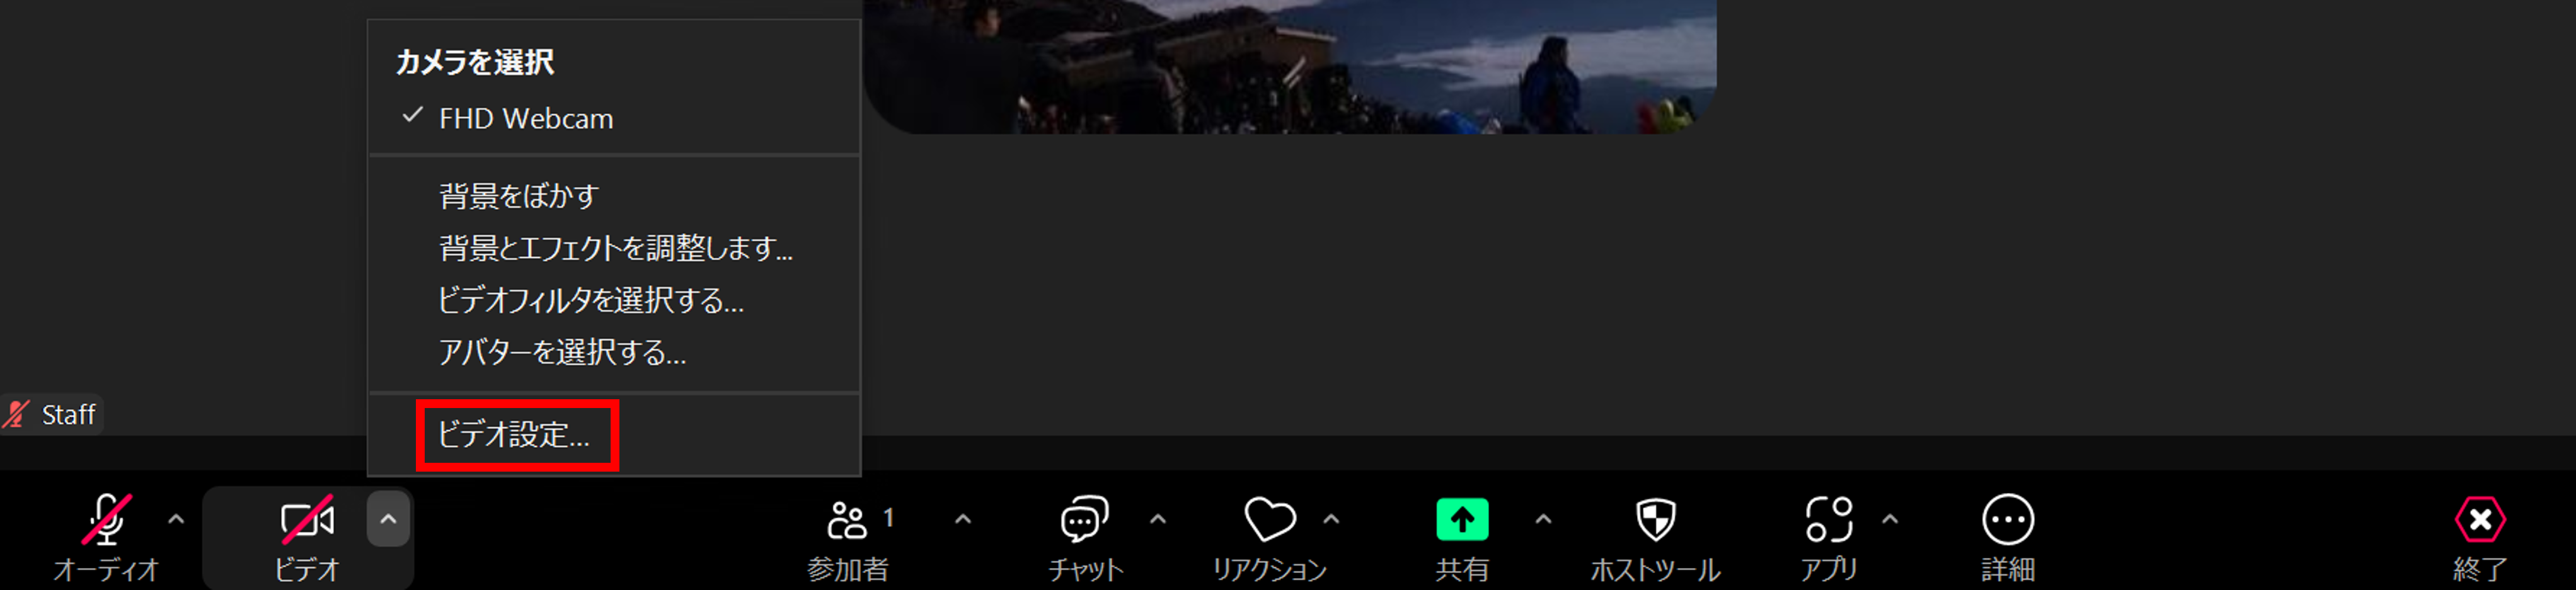 カメラを選択
FHD Webcam
背景をぼかす
背景とエフェクトを調整します...
ビデオフィルタを選択する...
アバターを選択する...
ビデオ設定...
Staff
オーディオ
ビデオ
1
参加者
チャット
リアクション
共有
ホストツール
アプリ
詳細
終了